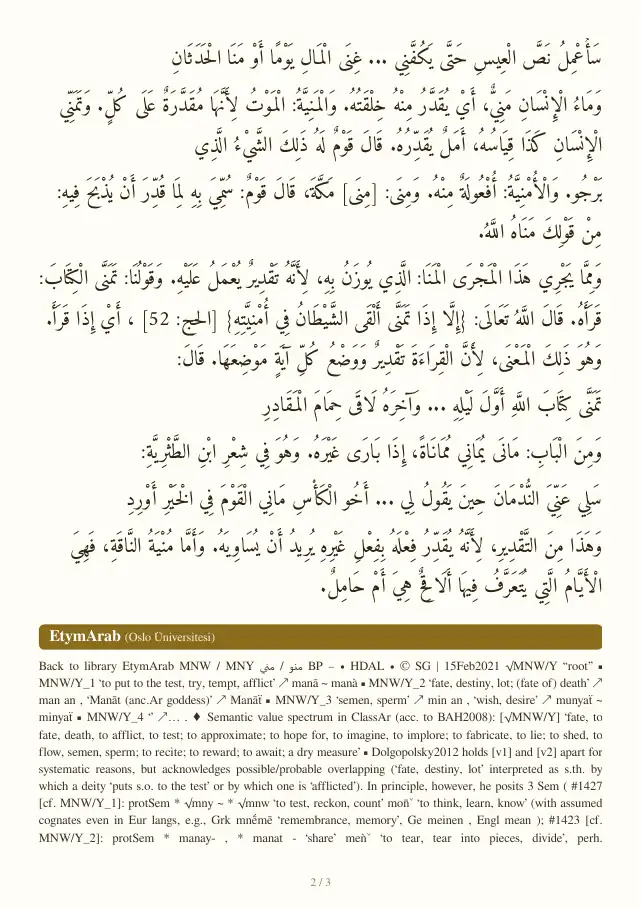 سَأُعْمِلُ نَصَّ الْعِيسِ حَتَّى يَكُفَّنِي ... غِنَى الْمَالِ يَوْمًا أَوْ مَنَا الْحَدَثَانِ
وَمَاءُ الْإِنْسَانِ مَنِيٌّ، أَيْ يُقَدَّرُ مِنْهُ خِلْقَتُهُ. وَالْمَنِيَّةُ: الْمَوْتُ لِأَنَّهَا مُقَدَّرَةٌ عَلَى كُلٍّ. وَتَمَنِّي
الْإِنْسَانِ كَذَا قِيَاسُهُ، أَمَلٌ يُقَدِّرُهُ. قَالَ قَوْمٌ لَهُ ذَلِكَ الشَّيْءُ الَّذِي
يَرْجُو. وَالْأُمْنِيَّةُ: أُفْعُولَةٌ مِنْهُ. وَمِنَى: [مِنَى] مَكَّةَ، قَالَ قَوْمٌ: سُمِّيَ بِهِ لِمَا قُدِّرَ أَنْ يُذْبَحَ فِيهِ:
مِنْ قَوْلِكَ مَنَاهُ اللَّهُ.
وَمِمَّا يَجْرِي هَذَا الْمَجْرَى الْمَنَا: الَّذِي يُوزَنُ بِهِ، لِأَنَّهُ تَقْدِيرٌ يُعْمَلُ عَلَيْهِ. وَقَوْلُنَا: تَمَنَّى الْكِتَابَ:
قَرَأَهُ. قَالَ اللَّهُ تَعَالَى: {إِلَّا إِذَا تَمَنَّى أَلْقَى الشَّيْطَانُ فِي أُمْنِيَّتِهِ} [الحج: 52] ، أَيْ إِذَا قَرَأَ.
وَهُوَ ذَلِكَ الْمَعْنَى، لِأَنَّ الْقِرَاءَةَ تَقْدِيرٌ وَوَضْعُ كُلِّ آيَةٍ مَوْضِعَهَا. قَالَ:
تَمَنَّى كِتَابَ اللَّهِ أَوَّلَ لَيْلِهِ ... وَآخِرَهُ لَاقَى حِمَامَ الْمَقَادِرِ
وَمِنَ الْبَابِ: مَانَى يُمَانِي مُمَانَاةً، إِذَا بَارَى غَيْرَهُ. وَهُوَ فِي شِعْرِ ابْنِ الطَّثْرِيَّةِ:
سَلِي عَنِّيَ النُّدْمَانَ حِينَ يَقُولُ لِي ... أَخُو الْكَأْسِ مَانِي الْقَوْمَ فِي الْخَيْرِ أَوْرِدِ
وَهَذَا مِنَ التَّقْدِيرِ، لِأَنَّهُ يُقَدِّرُ فِعْلَهُ بِفِعْلِ غَيْرِهِ يُرِيدُ أَنْ يُسَاوِيَهُ. وَأَمَّا مُنْيَةُ النَّاقَةِ، فَهِيَ
الْأَيَّامُ الَّتِي يُتَعَرَّفُ فِيهَا أَلَاقِحٌ هِيَ أَمْ حَامِلٌ.
EtymArab (Oslo Üniversitesi)
Back to library EtymArab MNW / MNY منو / مني BP – • HDAL • © SG | 15Feb2021 √MNW/Y “root” ▪
MNW/Y_1 ‘to put to the test, try, tempt, afflict’ ↗ manā ~ manà ▪ MNW/Y_2 ‘fate, destiny, lot; (fate of) death’ ↗
man an , ‘Manāt (anc.Ar goddess)’ ↗ Manāẗ ▪ MNW/Y_3 ‘semen, sperm’ ↗ min an , ‘wish, desire’ ↗ munyaẗ ~
minyaẗ ▪ MNW/Y_4 ‘’ ↗ … . ♦ Semantic value spectrum in ClassAr (acc. to BAH2008): [√MNW/Y] ‘fate, to
fate, death, to afflict, to test; to approximate; to hope for, to imagine, to implore; to fabricate, to lie; to shed, to
flow, semen, sperm; to recite; to reward; to await; a dry measure’ ▪ Dolgopolsky2012 holds [v1] and [v2] apart for
systematic reasons, but acknowledges possible/probable overlapping (‘fate, destiny, lot’ interpreted as s.th. by
which a deity ‘puts s.o. to the test’ or by which one is ‘afflicted’). In principle, however, he posits 3 Sem ( #1427
[cf. MNW/Y_1]: protSem * √mny ~ * √mnw ‘to test, reckon, count’ moǹˇ ‘to think, learn, know’ (with assumed
cognates even in Eur langs, e.g., Grk mnḗmē ‘remembrance, memory’, Ge meinen , Engl mean ); #1423 [cf.
MNW/Y_2]: protSem * manay- , * manat - ‘share’ meǹˇ ‘to tear, tear into pieces, divide’, perh.
2 / 3